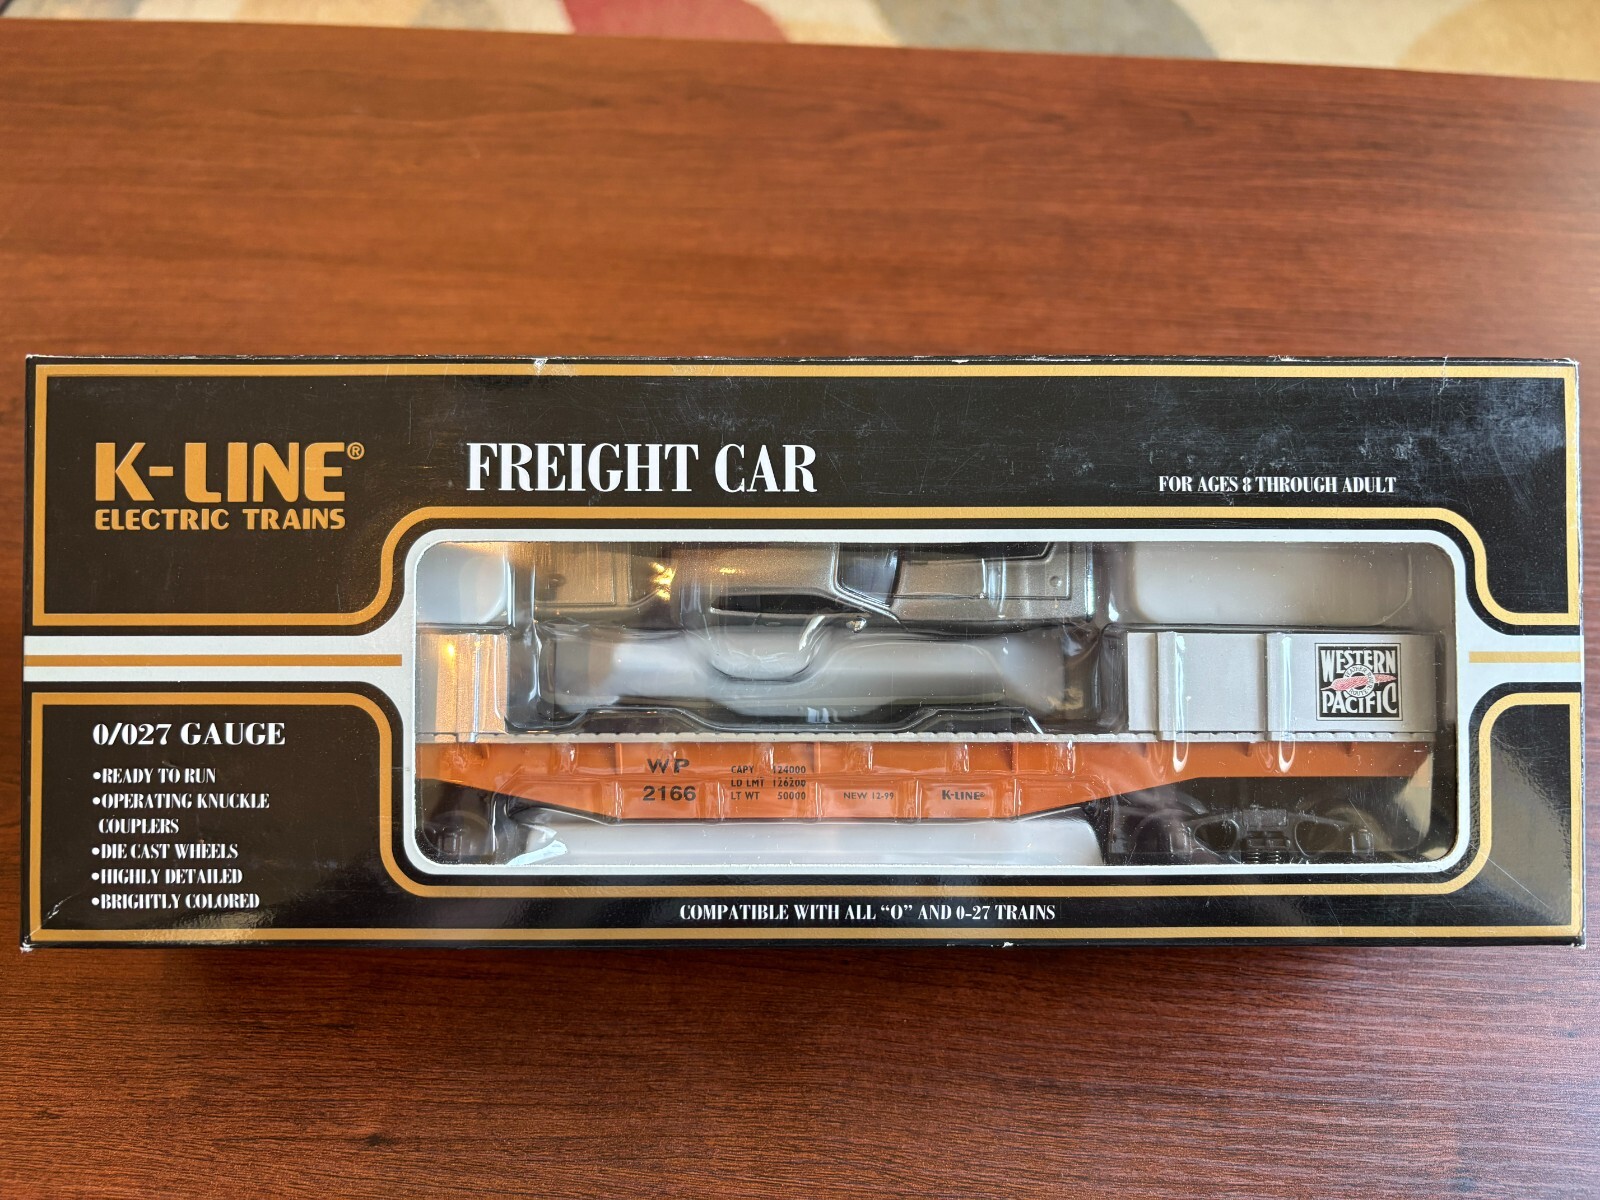 K-LINE®
ELECTRIC TRAINS
FREIGHT CAR
FOR AGES 8 THROUGH ADULT
WESTERN
PACIFIC
0/027 GAUGE
•READY TO RUN
•OPERATING KNUCKLE
COUPLERS
•DIE CAST WHEELS
•HIGHLY DETAILED
•BRIGHTLY COLORED
WP
2166
CAPY 124000
LD LMT 126200
LT WT 50000
NEW 12-99
K-LINE®
COMPATIBLE WITH ALL "O" AND 0-27 TRAINS